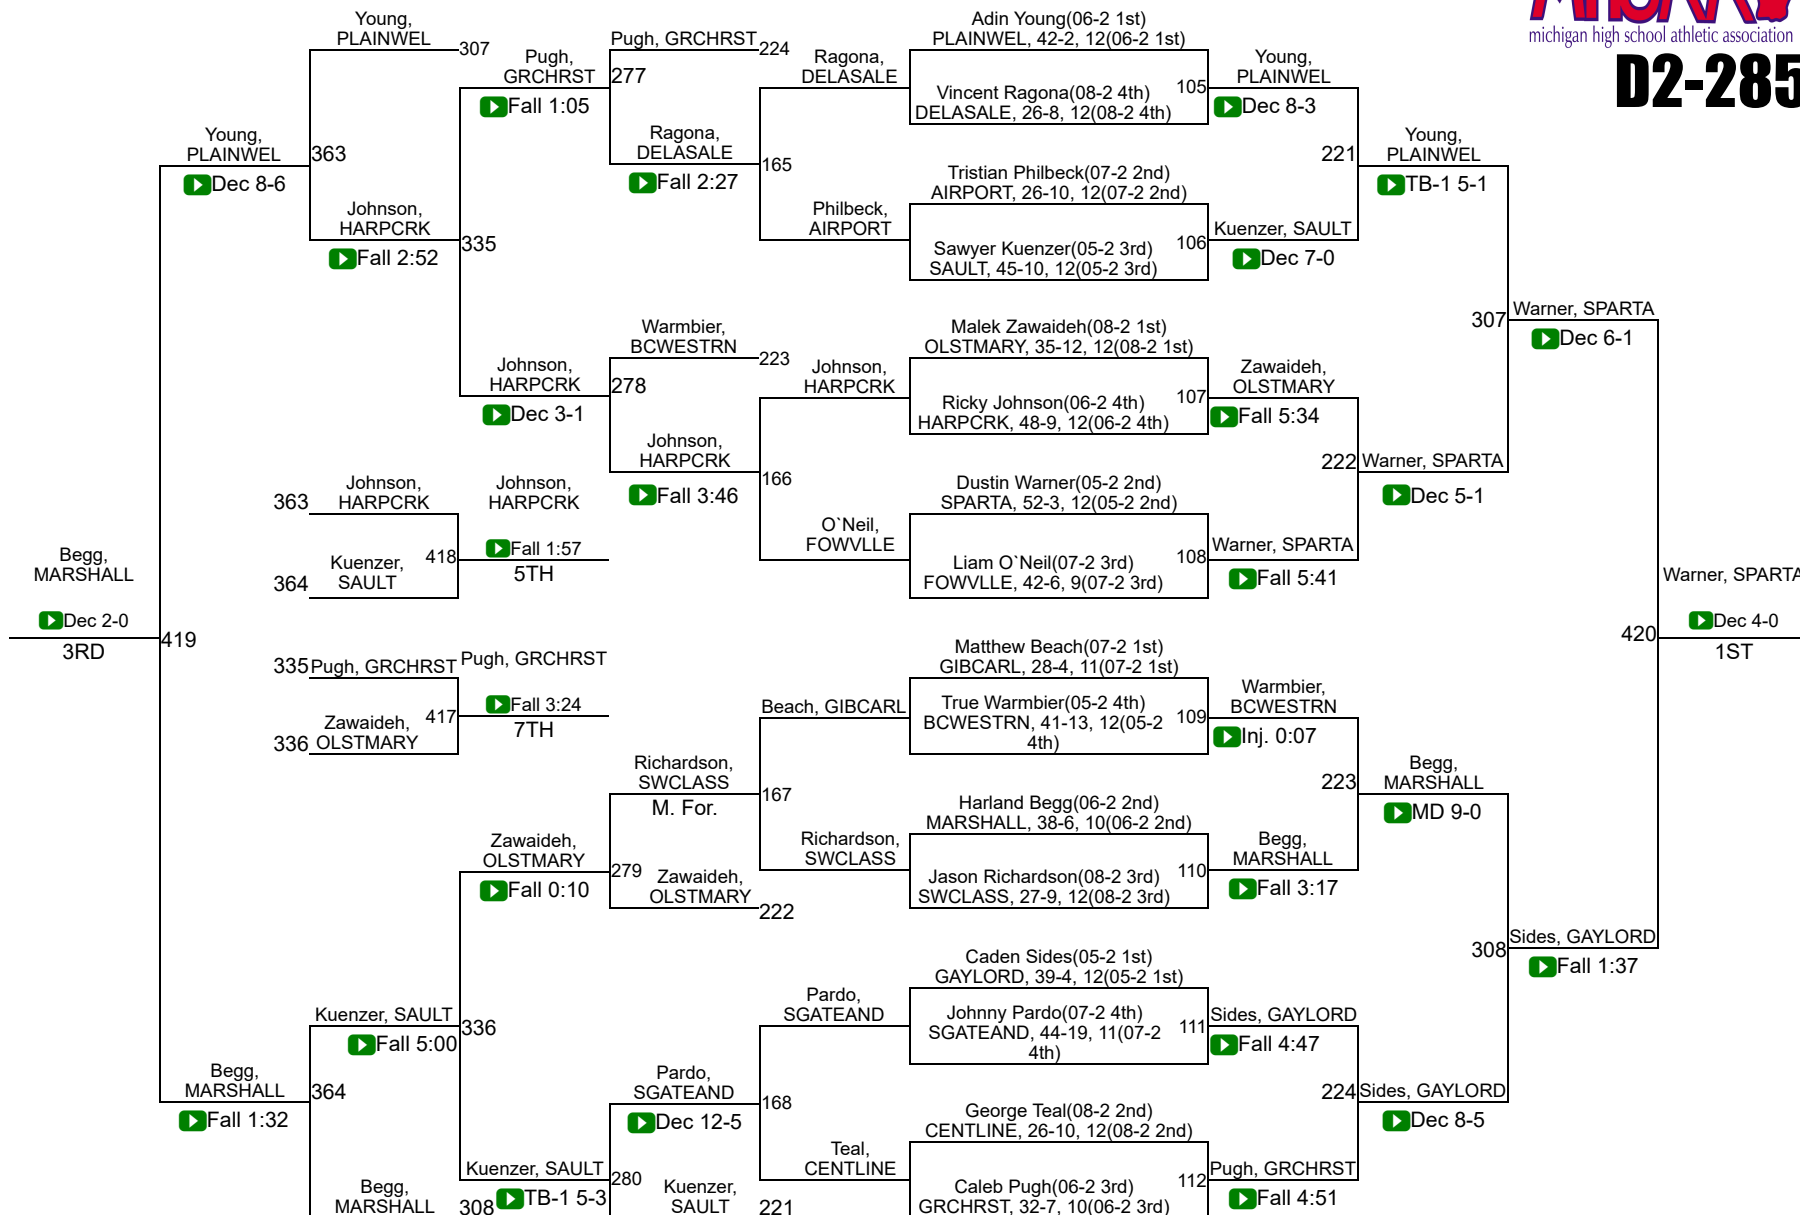 michigan high school athletic association
D2-285
Young,
PLAINWEL
307
Pugh,
GRCHRST
Fall 1:05
Pugh, GRCHRST
224
277
Ragona,
DELASALE
Adin Young(06-2 1st)
PLAINWEL, 42-2, 12(06-2 1st)
Vincent Ragona(08-2 4th)
DELASALE, 26-8, 12(08-2 4th)
105
Young,
PLAINWEL
Dec 8-3
Young,
PLAINWEL
Dec 8-6
363
Ragona,
DELASALE
Fall 2:27
165
221
Young,
PLAINWEL
TB-1 5-1
Johnson,
HARPCRK
Fall 2:52
335
Philbeck,
AIRPORT
Tristian Philbeck(07-2 2nd)
AIRPORT, 26-10, 12(07-2 2nd)
Sawyer Kuenzer(05-2 3rd)
SAULT, 45-10, 12(05-2 3rd)
106
Kuenzer, SAULT
Dec 7-0
Johnson,
HARPCRK
Dec 3-1
Warmbier,
BCWESTRN
223
278
Johnson,
HARPCRK
Malek Zawaideh(08-2 1st)
OLSTMARY, 35-12, 12(08-2 1st)
Ricky Johnson(06-2 4th)
HARPCRK, 48-9, 12(06-2 4th)
107
Zawaideh,
OLSTMARY
Fall 5:34
307
Warner, SPARTA
Dec 6-1
Johnson,
HARPCRK
Fall 3:46
166
222
Warner, SPARTA
Dec 5-1
363
Johnson,
HARPCRK
Johnson,
HARPCRK
364
Kuenzer,
SAULT
418
Fall 1:57
5TH
O`Neil,
FOWVLLE
Dustin Warner(05-2 2nd)
SPARTA, 52-3, 12(05-2 2nd)
Liam O`Neil(07-2 3rd)
FOWVLLE, 42-6, 9(07-2 3rd)
108
Warner, SPARTA
Fall 5:41
Begg,
MARSHALL
Dec 2-0
3RD
419
Warner, SPARTA
Dec 4-0
1ST
420
335
Pugh, GRCHRST
Pugh, GRCHRST
336
Zawaideh,
OLSTMARY
417
Fall 3:24
7TH
Beach, GIBCARL
Matthew Beach(07-2 1st)
GIBCARL, 28-4, 11(07-2 1st)
True Warmbier(05-2 4th)
BCWESTRN, 41-13, 12(05-2
4th)
109
Warmbier,
BCWESTRN
Inj. 0:07
Richardson,
SWCLASS
M. For.
167
223
Begg,
MARSHALL
MD 9-0
Zawaideh,
OLSTMARY
Fall 0:10
279
Zawaideh,
OLSTMARY
222
Richardson,
SWCLASS
Harland Begg(06-2 2nd)
MARSHALL, 38-6, 10(06-2 2nd)
Jason Richardson(08-2 3rd)
SWCLASS, 27-9, 12(08-2 3rd)
110
Begg,
MARSHALL
Fall 3:17
308
Sides, GAYLORD
Fall 1:37
Kuenzer, SAULT
Fall 5:00
336
Pardo,
SGATEAND
Caden Sides(05-2 1st)
GAYLORD, 39-4, 12(05-2 1st)
Johnny Pardo(07-2 4th)
SGATEAND, 44-19, 11(07-2
4th)
111
Sides, GAYLORD
Fall 4:47
Begg,
MARSHALL
Fall 1:32
364
Pardo,
SGATEAND
Dec 12-5
168
224
Sides, GAYLORD
Dec 8-5
Begg,
MARSHALL
308
Kuenzer, SAULT
TB-1 5-3
280
Kuenzer,
SAULT
221
Teal,
CENTLINE
George Teal(08-2 2nd)
CENTLINE, 26-10, 12(08-2 2nd)
Caleb Pugh(06-2 3rd)
GRCHRST, 32-7, 10(06-2 3rd)
112
Pugh, GRCHRST
Fall 4:51